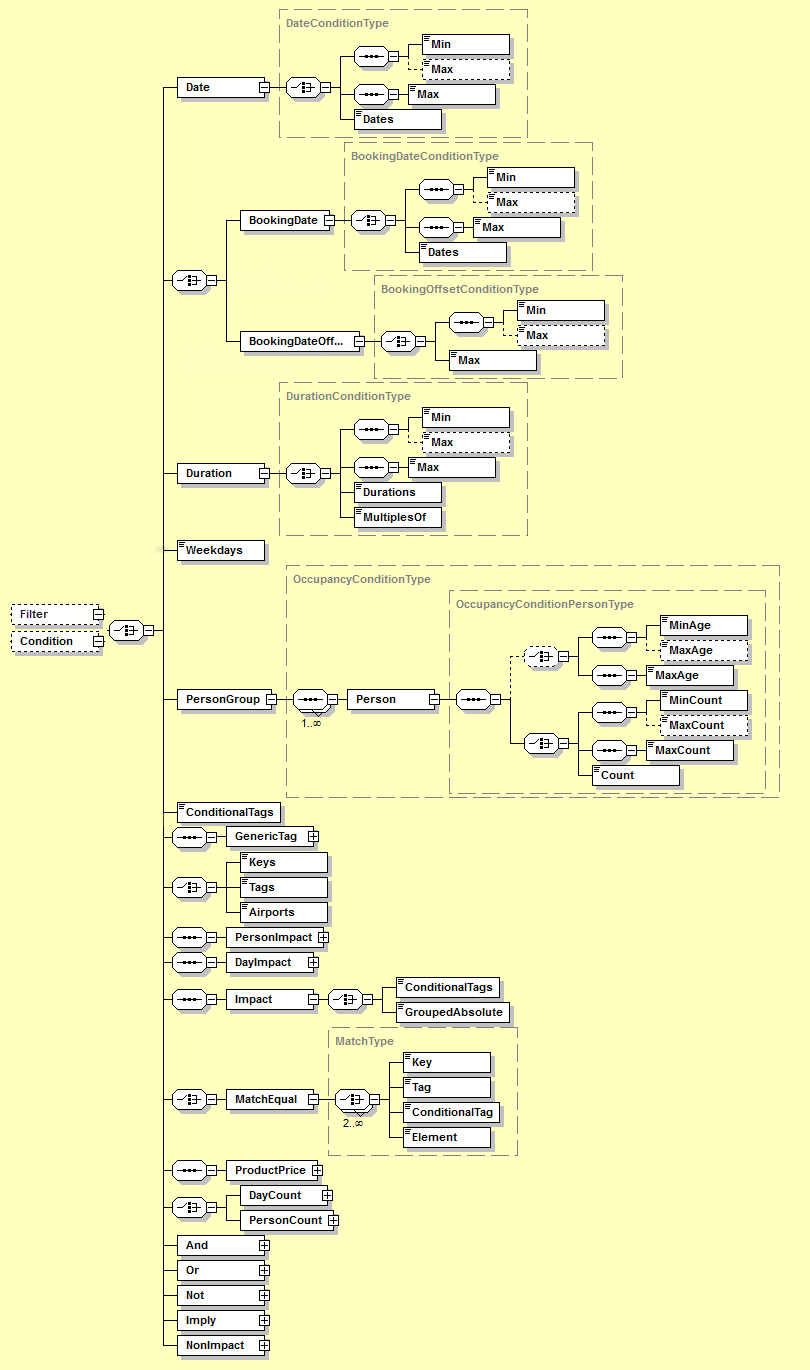 DateConditionType
Min
Max
Date
Max
Dates
BookingDateConditionType
Min
Max
BookingDate
Max
Dates
BookingOffsetConditionType
Min
Max
BookingDateOff...
Max
DurationConditionType
Min
Max
Duration
Max
Durations
MultiplesOf
Weekdays
OccupancyConditionType
OccupancyConditionPersonType
Filter
Condition
MinAge
MaxAge
MaxAge
PersonGroup
1..∞
Person
MinCount
MaxCount
MaxCount
Count
ConditionalTags
GenericTag
Keys
Tags
Airports
PersonImpact
DayImpact
Impact
ConditionalTags
GroupedAbsolute
MatchType
Key
Tag
MatchEqual
2..∞
ConditionalTag
Element
ProductPrice
DayCount
PersonCount
And
Or
Not
Imply
NonImpact